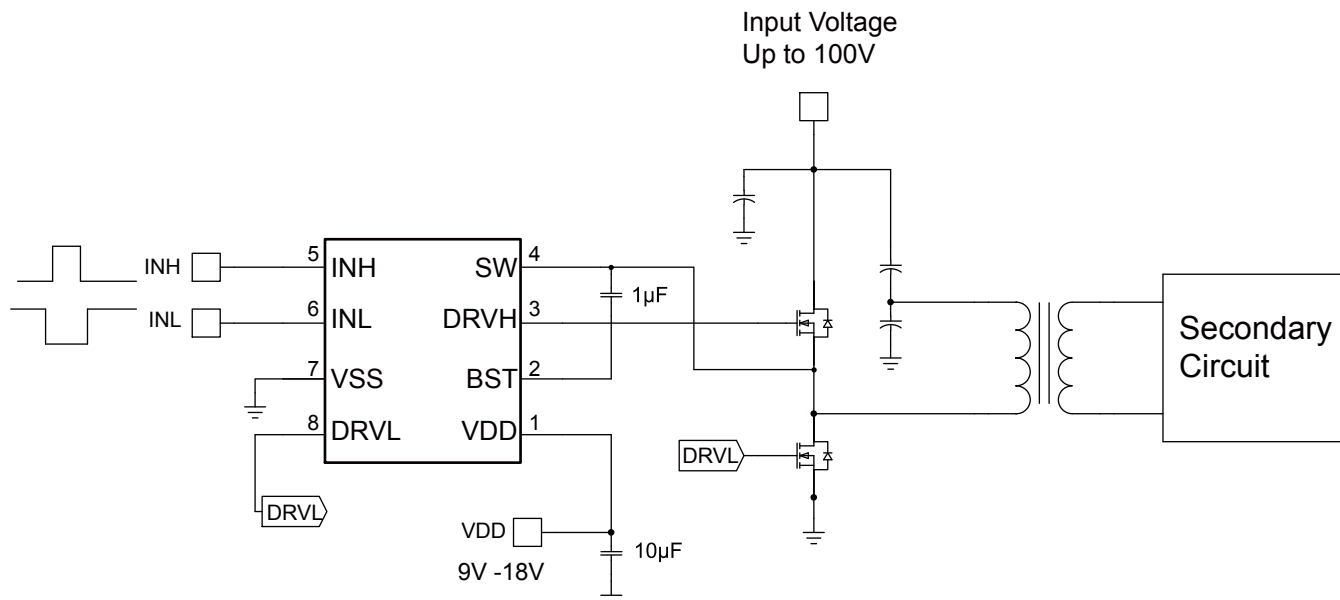 Input Voltage
Up to 100V
INH
5
INH
SW
4
1µF
INL
6
INL
DRVH
3
7
VSS
BST
2
8
DRVL
VDD
1
DRVL
DRVL
VDD
9V -18V
10µF
Secondary
Circuit